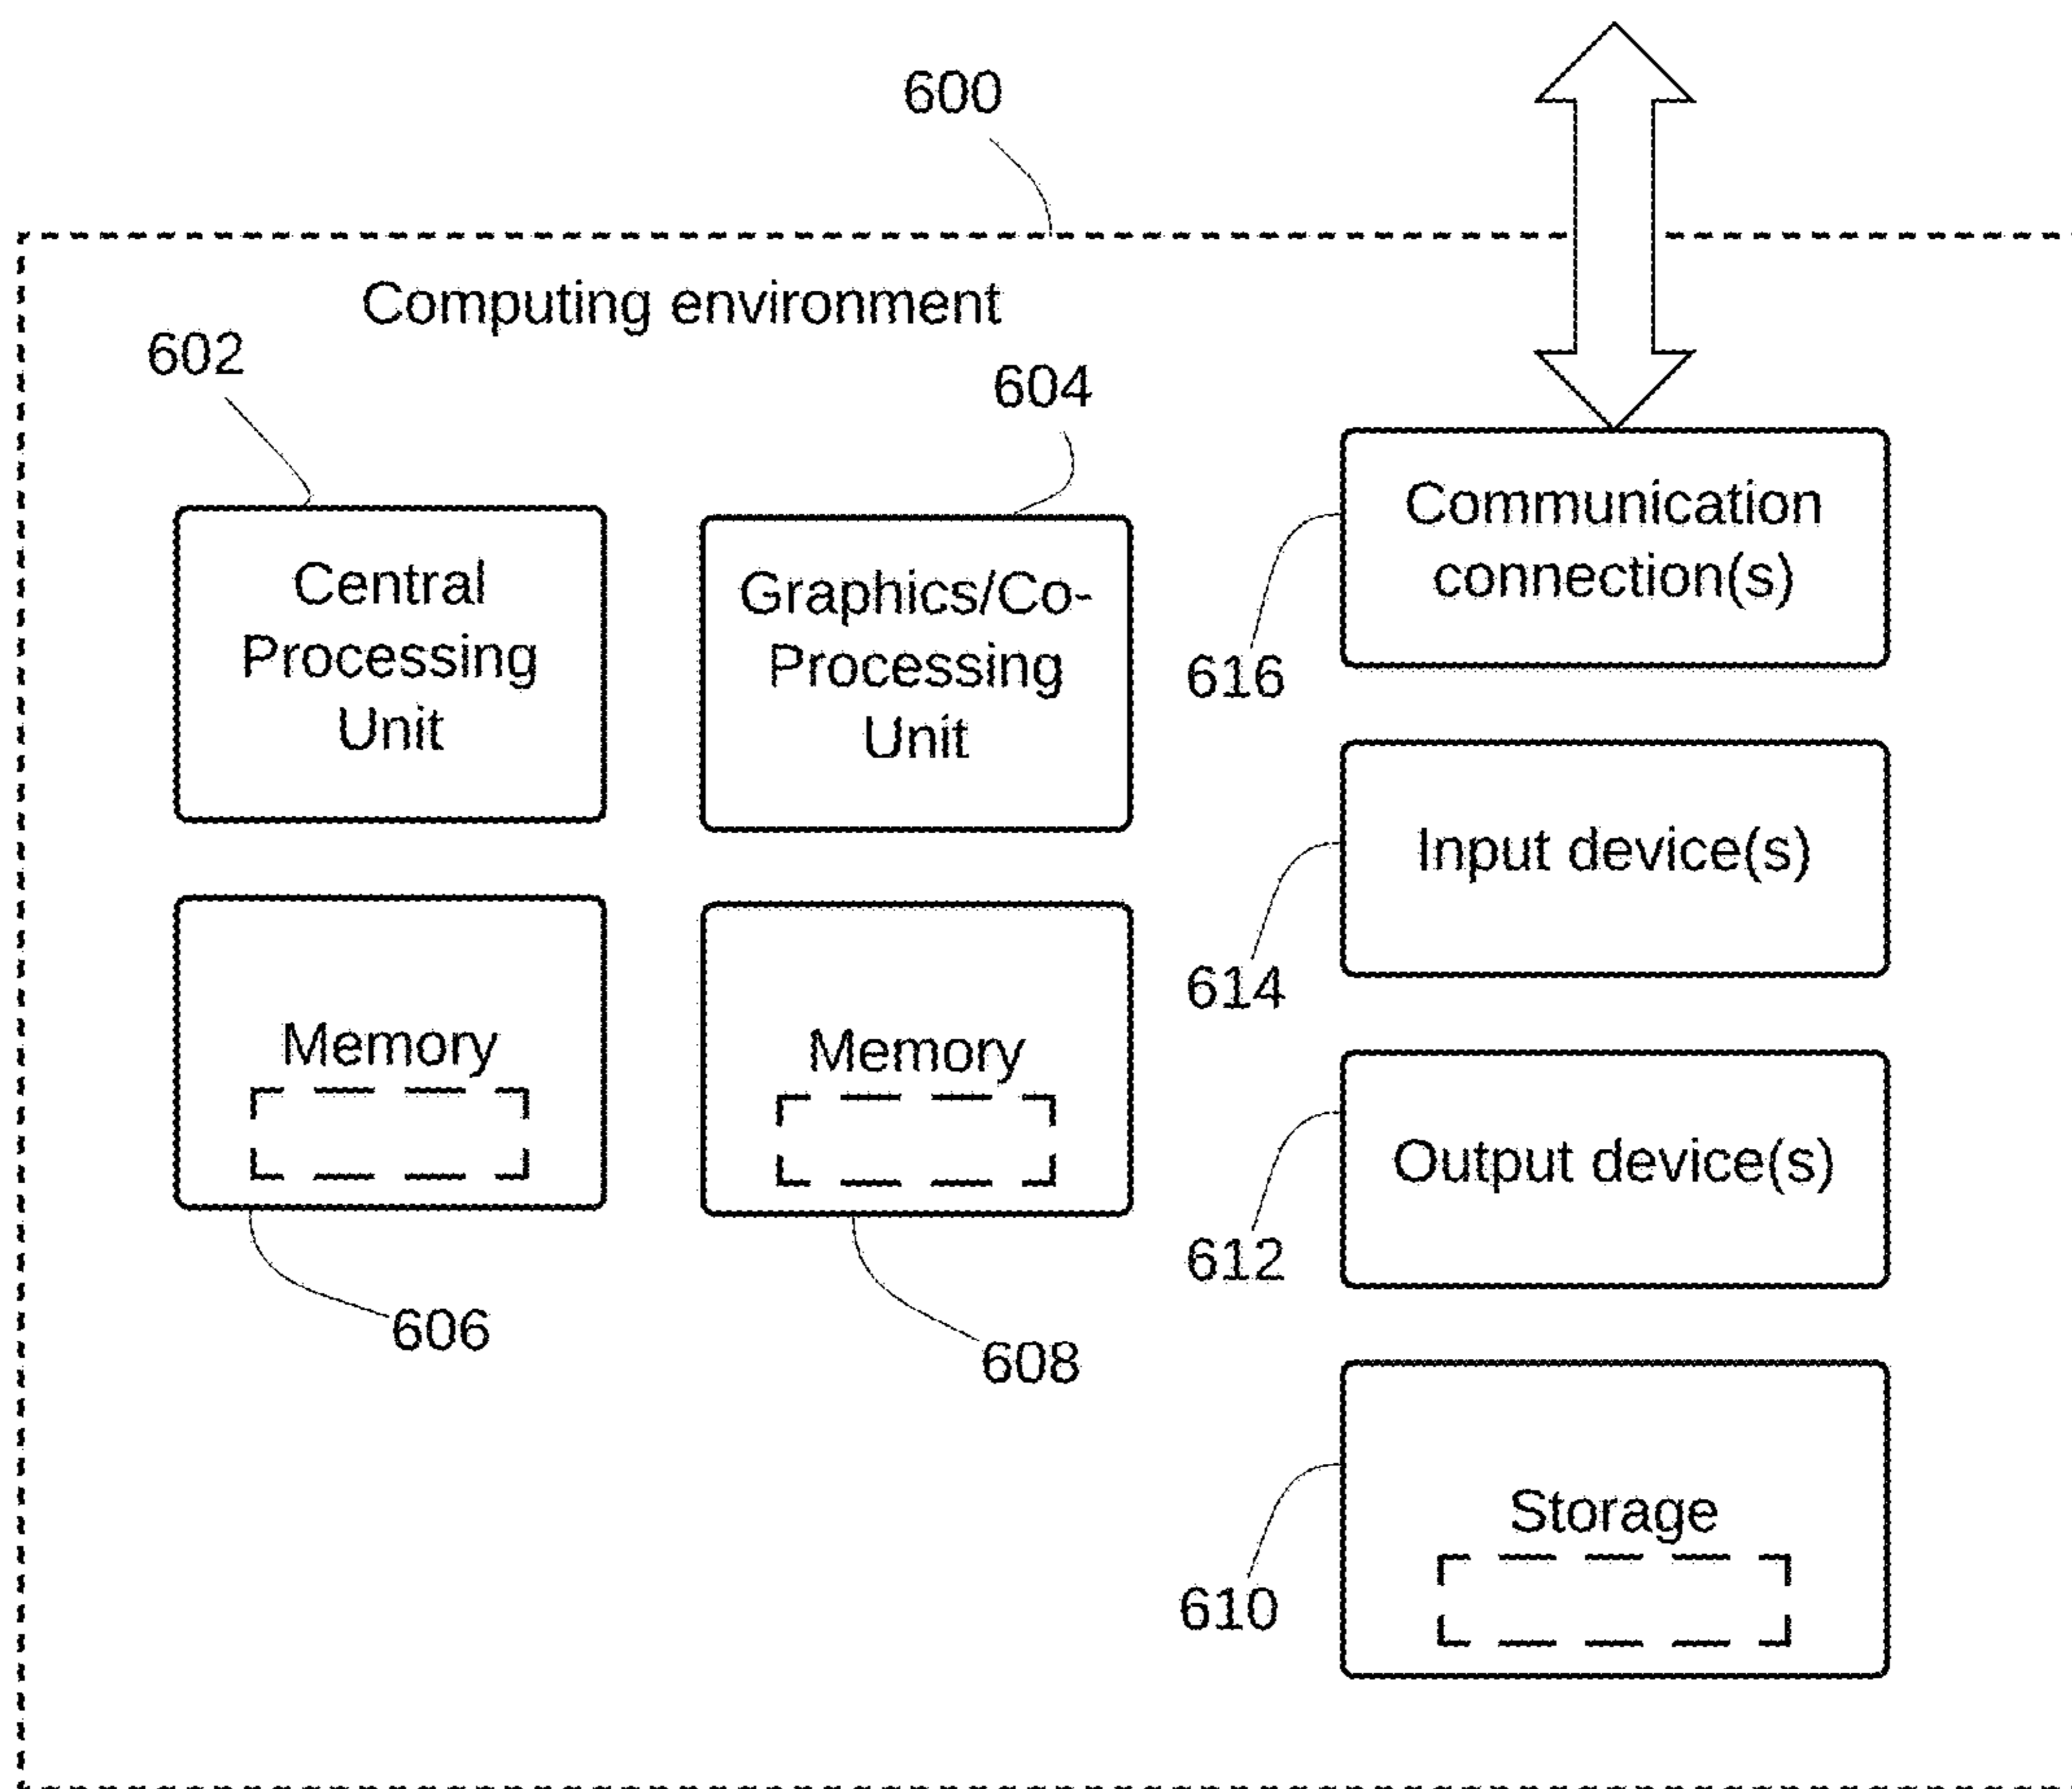 600
Computing environment
602
604
Central
Processing
Unit
Graphics/Co-
Processing
Unit
Communication
connection(s)
616
Input device(s)
614
Memory
Memory
Output device(s)
612
606
608
Storage
610